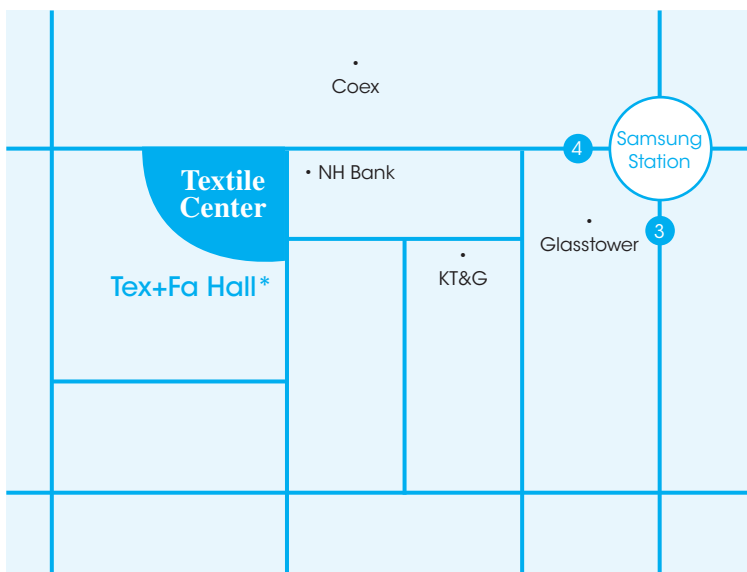 Coex
Samsung
Station
4
NH Bank
Textile
Center
3
Glasstower
KT&G
Tex+Fa Hall*